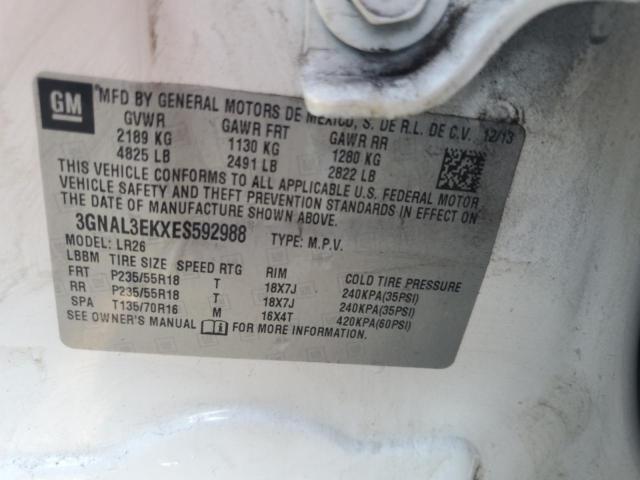 GM
MFD BY GENERAL MOTORS DE MEXICO, S. DE R.L. DE C.V. 12/13
GVWR GAWR FRT GAWR RR
2189 KG 1130 KG 1280 KG
4825 LB 2491 LB 2822 LB
THIS VEHICLE CONFORMS TO ALL APPLICABLE U.S. FEDERAL MOTOR
VEHICLE SAFETY AND THEFT PREVENTION STANDARDS IN EFFECT ON
THE DATE OF MANUFACTURE SHOWN ABOVE.
3GNAL3EKXES592988 TYPE: M.P.V.
MODEL: LR26
LBBM TIRE SIZE SPEED RTG RIM COLD TIRE PRESSURE
FRT P235/55R18 T 18X7J 240KPA(35PSI)
RR P235/55R18 T 18X7J 240KPA(35PSI)
SPA T135/70R16 M 16X4T 420KPA(60PSI)
SEE OWNER'S MANUAL FOR MORE INFORMATION.